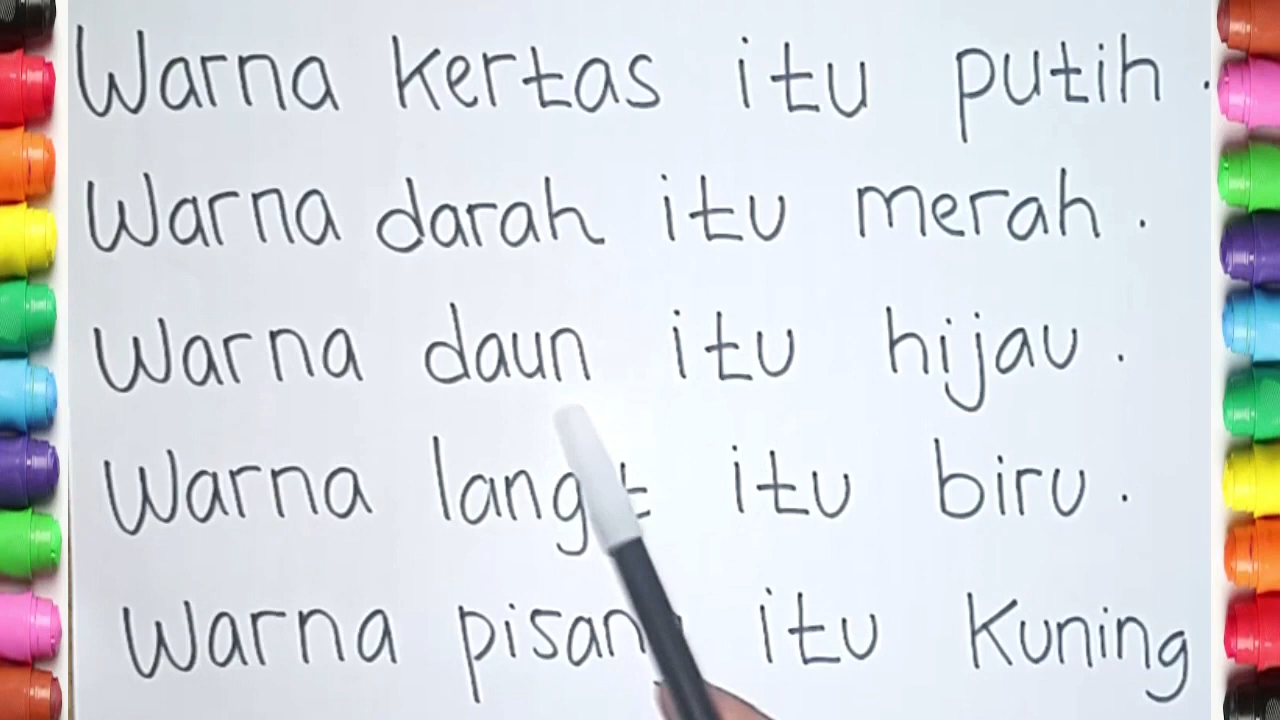 Warna kertas itu putih.
Warna darah itu merah.
Warna daun itu hijau.
Warna itu biru.
Warna itu Kuning